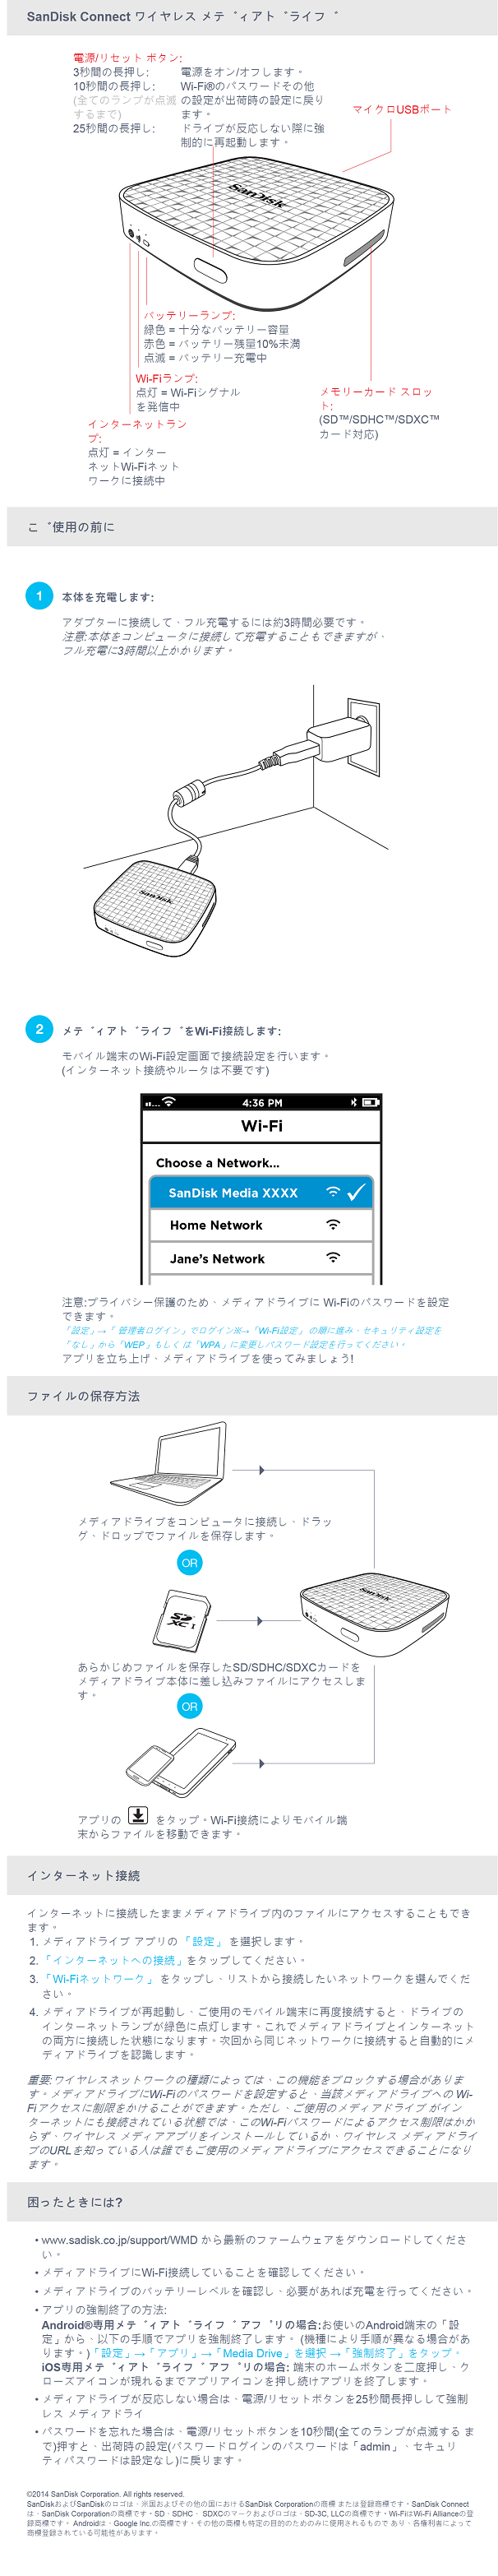 SanDisk Connect ワイヤレス メディアドライブ
電源/リセット ボタン:
3秒間の長押し: 電源をオン/オフします。
10秒間の長押し: Wi-Fi®のパスワードその他
(全てのランプが点滅 の設定が出荷時の設定に戻り
するまで) ます。
25秒間の長押し: ドライブが反応しない際に強
制的に再起動します。
マイクロUSBポート
SanDisk
バッテリーランプ:
緑色 = 十分なバッテリー容量
赤色 = バッテリー残量10%未満
点滅 = バッテリー充電中
Wi-Fiランプ:
点灯 = Wi-Fiシグナル
を発信中
メモリーカード スロッ
ト:
(SD™/SDHC™/SDXC™
カード対応)
インターネットラン
プ:
点灯 = インター
ネットWi-Fiネット
ワークに接続中
ご使用の前に
1 本体を充電します:
アダプターに接続して、フル充電するには約3時間必要です。
注意:本体をコンピュータに接続して充電することもできますが、
フル充電に3時間以上かかります。
SanDisk
2 メディアドライブをWi-Fi接続します:
モバイル端末のWi-Fi設定画面で接続設定を行います。
(インターネット接続やルータは不要です)
4:36 PM
Wi-Fi
Choose a Network...
SanDisk Media XXXX
Home Network
Jane's Network
注意:プライバシー保護のため、メディアドライブに Wi-Fiのパスワードを設定
できます。
「設定」→「 管理者ログイン」でログイン※→「Wi-Fi設定」 の順に進み、セキュリティ設定を
「なし」から「WEP」もしく は「WPA」に変更しパスワード設定を行ってください。
アプリを立ち上げ、メディアドライブを使ってみましょう!
ファイルの保存方法
メディアドライブをコンピュータに接続し、ドラッ
グ、ドロップでファイルを保存します。
OR
SD
XC I
SanDisk
あらかじめファイルを保存したSD/SDHC/SDXCカードを
メディアドライブ本体に差し込みファイルにアクセスしま
す。
OR
アプリの をタップ。Wi-Fi接続によりモバイル端
末からファイルを移動できます。
インターネット接続
インターネットに接続したままメディアドライブ内のファイルにアクセスすることもでき
ます。
1. メディアドライブ アプリの 「設定」 を選択します。
2. 「インターネットへの接続」をタップしてください。
3. 「Wi-Fiネットワーク」 をタップし、リストから接続したいネットワークを選んでくだ
さい。
4. メディアドライブが再起動し、ご使用のモバイル端末に再度接続すると、ドライブの
インターネットランプが緑色に点灯します。これでメディアドライブとインターネット
の両方に接続した状態になります。次回から同じネットワークに接続すると自動的にメ
ディアドライブを認識します。
重要:ワイヤレスネットワークの種類によっては、この機能をブロックする場合がありま
す。メディアドライブにWi-Fiのパスワードを設定すると、当該メディアドライブへの Wi-
Fiアクセスに制限をかけることができます。ただし、ご使用のメディアドライブ がイン
ターネットにも接続されている状態では、このWi-Fiパスワードによるアクセス制限はかか
らず、ワイヤレス メディアアプリをインストールしているか、ワイヤレス メディアドライ
ブのURLを知っている人は誰でもご使用のメディアドライブにアクセスできることになり
ます。
困ったときには?
• www.sadisk.co.jp/support/WMD から最新のファームウェアをダウンロードしてくださ
い。
• メディアドライブにWi-Fi接続していることを確認してください。
• メディアドライブのバッテリーレベルを確認し、必要があれば充電を行ってください。
• アプリの強制終了の方法:
Android®専用メディアドライブ アプリの場合:お使いのAndroid端末の「設
定」から、以下の手順でアプリを強制終了します。 (機種により手順が異なる場合があ
ります。)「設定」→「アプリ」→「Media Drive」を選択 →「強制終了」をタップ。
iOS専用メディアドライブ アプリの場合: 端末のホームボタンを二度押し、ク
ローズアイコンが現れるまでアプリアイコンを押し続けアプリを終了します。
• メディアドライブが反応しない場合は、電源/リセットボタンを25秒間長押しして強制
レス メディアドライ
• パスワードを忘れた場合は、電源/リセットボタンを10秒間(全てのランプが点滅する ま
で)押すと、出荷時の設定(パスワードログインのパスワードは「admin」、セキュリ
ティパスワードは設定なし)に戻ります。
©2014 SanDisk Corporation. All rights reserved.
SanDiskおよびSanDiskのロゴは、米国およびその他の国におけるSanDisk Corporationの商標 または登録商標です。SanDisk Connect
は、SanDisk Corporationの商標です。SD、SDHC、 SDXCのマークおよびロゴは、SD-3C, LLCの商標です。Wi-FiはWi-Fi Allianceの登
録商標です。 Androidは、Google Inc.の商標です。その他の商標も特定の目的のためのみに使用されるもので あり、各権利者によって
商標登録されている可能性があります。